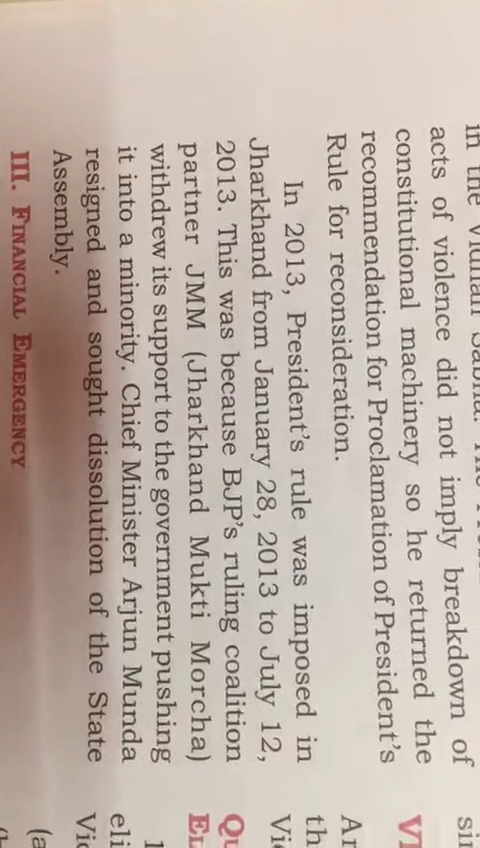 in the Vidhan Sabha. The
acts of violence did not imply breakdown of
constitutional machinery so he returned the
recommendation for Proclamation of President's
Rule for reconsideration.
In 2013, President's rule was imposed in
Jharkhand from January 28, 2013 to July 12,
2013. This was because BJP's ruling coalition
partner JMM (Jharkhand Mukti Morcha)
withdrew its support to the government pushing
it into a minority. Chief Minister Arjun Munda
resigned and sought dissolution of the State
Assembly.
III. FINANCIAL EMERGENCY